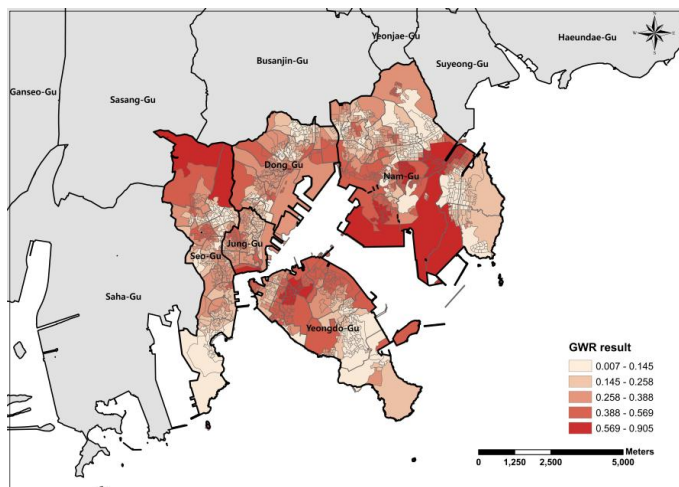 Yeonjae-Gu
Haeundae-Gu
Busanjin-Gu
Suyeong-Gu
Ganseo-Gu
Sasang-Gu
Dong-Gu
Nam-Gu
Jung-Gu
Seo-Gu
Saha-Gu
Yeongdo-Gu
GWR result
0.007 - 0.145
0.145 - 0.258
0.258 - 0.388
0.388 - 0.569
0.569 - 0.905
Meters
0 1,250 2,500 5,000